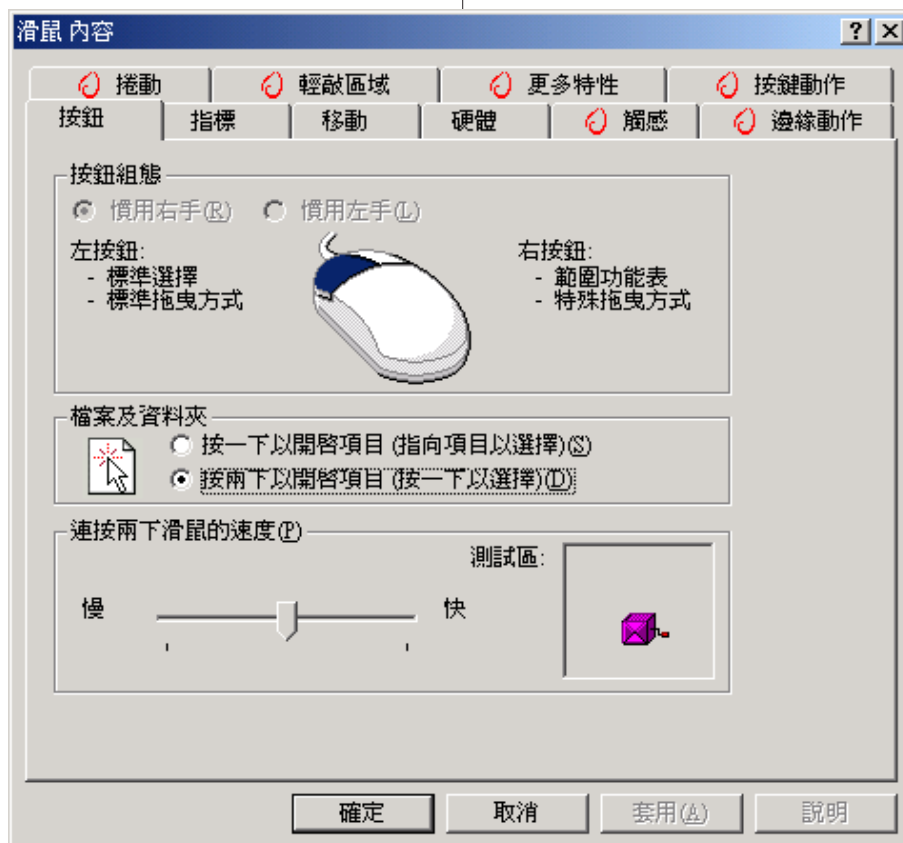 滑鼠 內容
捲動 輕敲區域 更多特性 按鍵動作
按鈕 指標 移動 硬體 觸感 邊緣動作
按鈕組態
慣用右手(R) 慣用左手(L)
左按鈕: 右按鈕:
- 標準選擇 - 範圍功能表
- 標準拖曳方式 - 特殊拖曳方式
檔案及資料夾
按一下以開啓項目 (指向項目以選擇)(S)
按兩下以開啓項目 (按一下以選擇)(D)
連按兩下滑鼠的速度(P)
測試區:
慢 快
確定 取消 套用(A) 說明